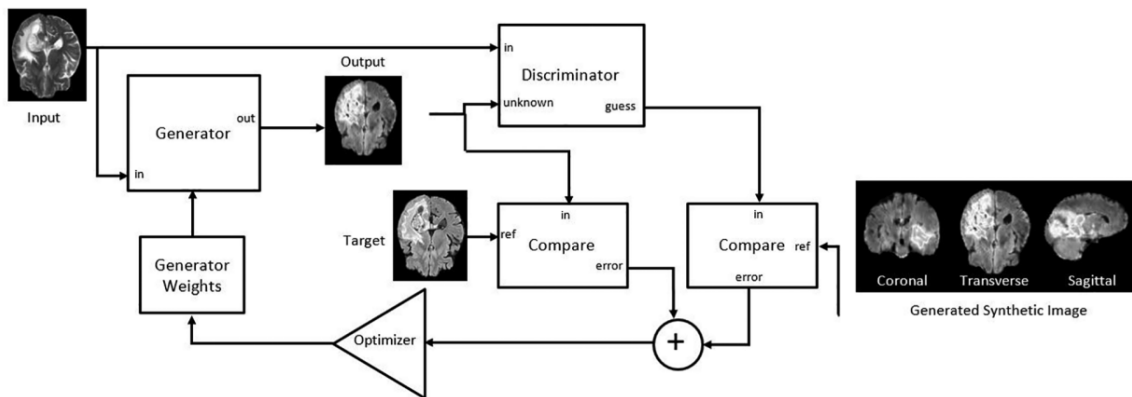 Input
in
Generator
out
Output
in
Discriminator
unknown
guess
Target
ref
in
Compare
error
in
Compare
ref
error
Generator
Weights
Optimizer
+
Coronal
Transverse
Sagittal
Generated Synthetic Image